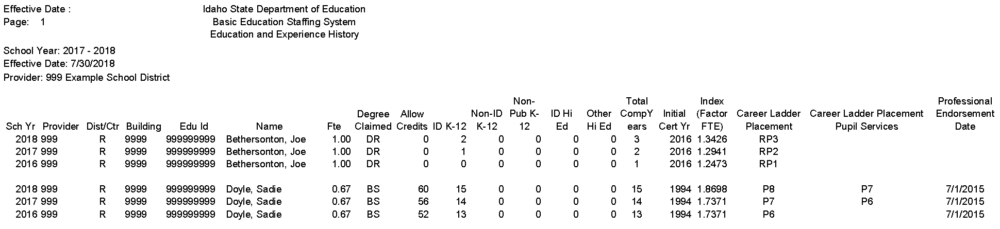 Effective Date : Idaho State Department of Education
Page: 1 Basic Education Staffing System
Education and Experience History
School Year: 2017 - 2018
Effective Date: 7/30/2018
Provider: 999 Example School District
Non- Total Index Professional
Degree Allow Non-ID Pub K- ID Hi Other CompY Initial (Factor Career Ladder Career Ladder Placement Endorsement
Sch Yr Provider Dist/Ctr Building Edu Id Name Fte Claimed Credits ID K-12 K-12 12 Ed Hi Ed ears Cert Yr FTE) Placement Pupil Services Date
2018 999 R 9999 999999999 Bethersonton, Joe 1.00 DR 0 2 0 0 0 0 3 2016 1.3426 RP3
2017 999 R 9999 999999999 Bethersonton, Joe 1.00 DR 0 1 0 0 0 0 2 2016 1.2941 RP2
2016 999 R 9999 999999999 Bethersonton, Joe 1.00 DR 0 0 0 0 0 0 1 2016 1.2473 RP1
2018 999 R 9999 999999999 Doyle, Sadie 0.67 BS 60 15 0 0 0 0 15 1994 1.8698 P8 P7 7/1/2015
2017 999 R 9999 999999999 Doyle, Sadie 0.67 BS 56 14 0 0 0 0 14 1994 1.7371 P7 P6 7/1/2015
2016 999 R 9999 999999999 Doyle, Sadie 0.67 BS 52 13 0 0 0 0 13 1994 1.7371 P6 7/1/2015